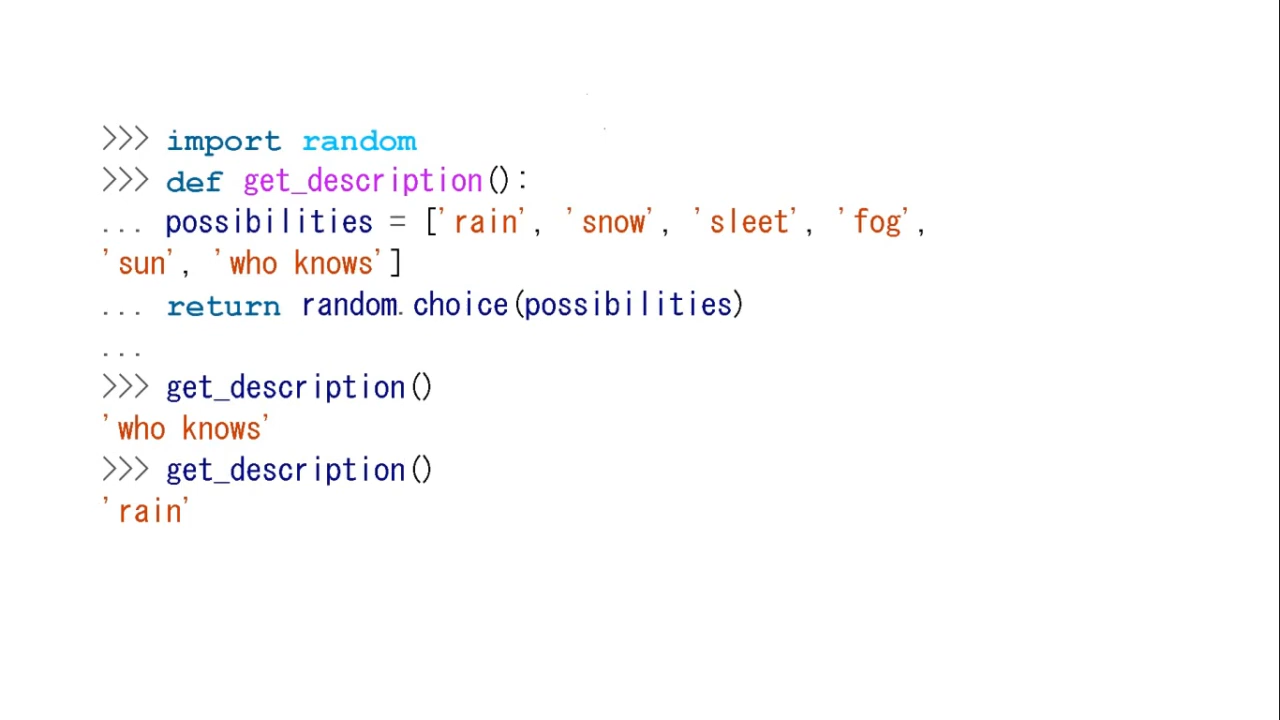 >>> import random
>>> def get_description():
... possibilities = ['rain', 'snow', 'sleet', 'fog',
'sun', 'who knows']
... return random.choice(possibilities)
...
>>> get_description()
'who knows'
>>> get_description()
'rain'